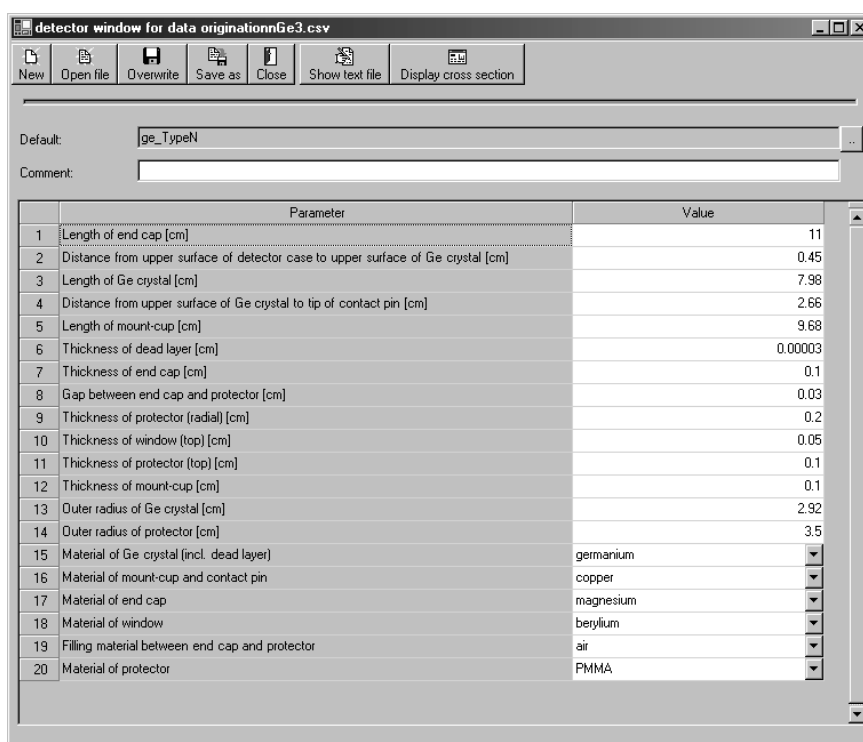 detector window for data originationnGe3.csv
New Open file Overwrite Save as Close Show text file Display cross section
Default: ge_TypeN ..
Comment:
Parameter Value
1 Length of end cap [cm] 11
2 Distance from upper surface of detector case to upper surface of Ge crystal [cm] 0.45
3 Length of Ge crystal [cm] 7.98
4 Distance from upper surface of Ge crystal to tip of contact pin [cm] 2.66
5 Length of mount-cup [cm] 9.68
6 Thickness of dead layer [cm] 0.00003
7 Thickness of end cap [cm] 0.1
8 Gap between end cap and protector [cm] 0.03
9 Thickness of protector (radial) [cm] 0.2
10 Thickness of window (top) [cm] 0.05
11 Thickness of protector (top) [cm] 0.1
12 Thickness of mount-cup [cm] 0.1
13 Outer radius of Ge crystal [cm] 2.92
14 Outer radius of protector [cm] 3.5
15 Material of Ge crystal (incl. dead layer) germanium
16 Material of mount-cup and contact pin copper
17 Material of end cap magnesium
18 Material of window berylium
19 Filling material between end cap and protector air
20 Material of protector PMMA